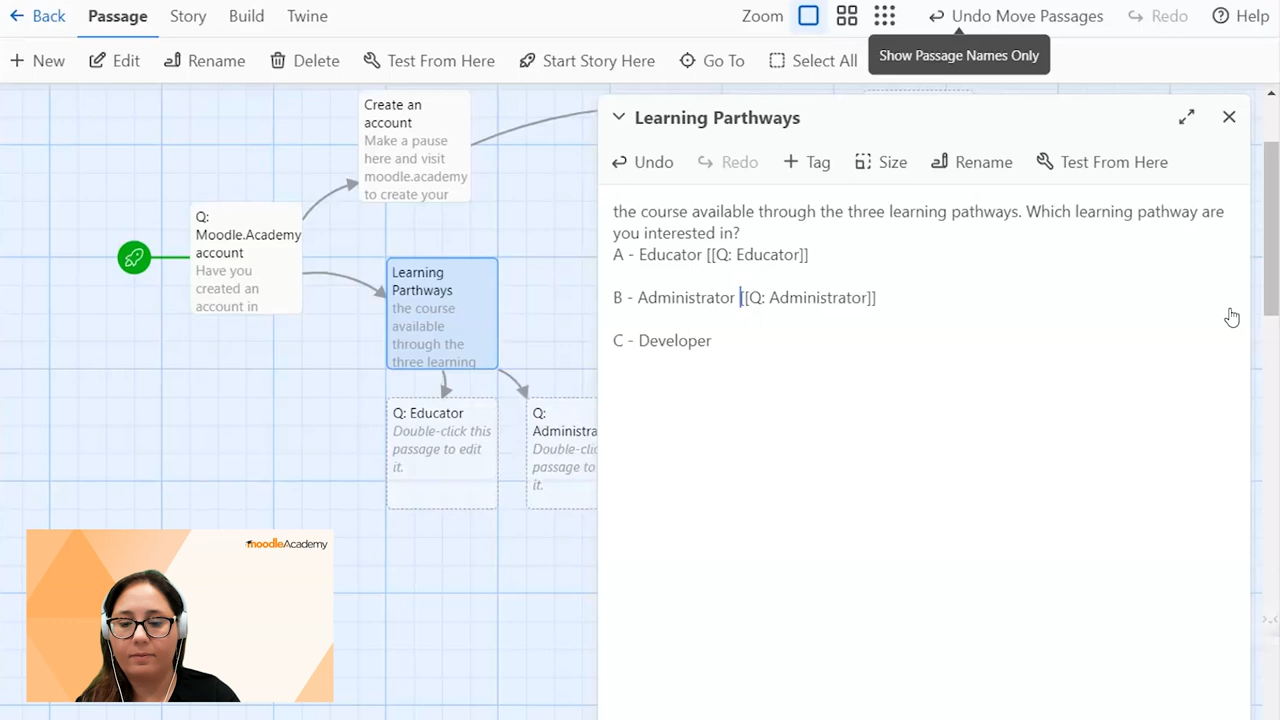 Back
Passage
Story
Build
Twine
Zoom
Undo Move Passages
Redo
Help
Show Passage Names Only
New
Edit
Rename
Delete
Test From Here
Start Story Here
Go To
Select All
Create an
account
Make a pause
here and visit
moodle.academy
to create your
Q:
Moodle.Academy
account
Have you
created an
account in
Learning
Parthways
the course
available
through the
three learning
Q: Educator
Double-click this
passage to edit
it.
Q:
Administra
Double-clic
passage to
it.
Learning Parthways
Undo
Redo
Tag
Size
Rename
Test From Here
the course available through the three learning pathways. Which learning pathway are
you interested in?
A - Educator [[Q: Educator]]
B - Administrator [[Q: Administrator]]
C - Developer
moodleAcademy